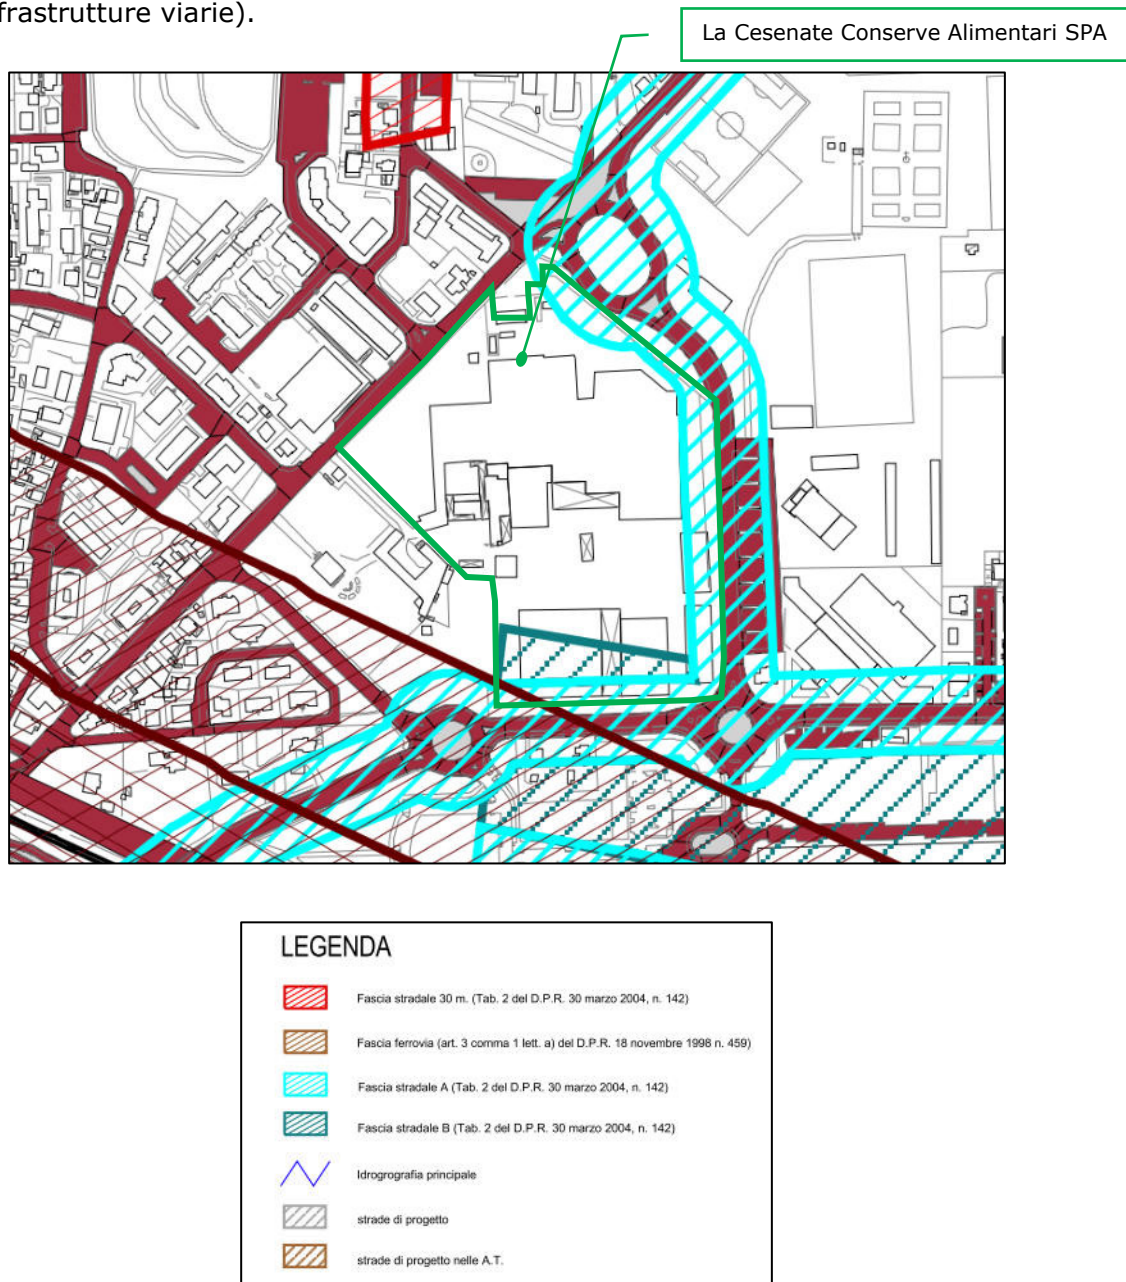 frastrutture viarie).
La Cesenate Conserve Alimentari SPA
LEGENDA
Fascia stradale 30 m. (Tab. 2 del D.P.R. 30 marzo 2004, n. 142)
Fascia ferrovia (art. 3 comma 1 lett. a) del D.P.R. 18 novembre 1998 n. 459)
Fascia stradale A (Tab. 2 del D.P.R. 30 marzo 2004, n. 142)
Fascia stradale B (Tab. 2 del D.P.R. 30 marzo 2004, n. 142)
Idrogrografia principale
strade di progetto
strade di progetto nelle A.T.